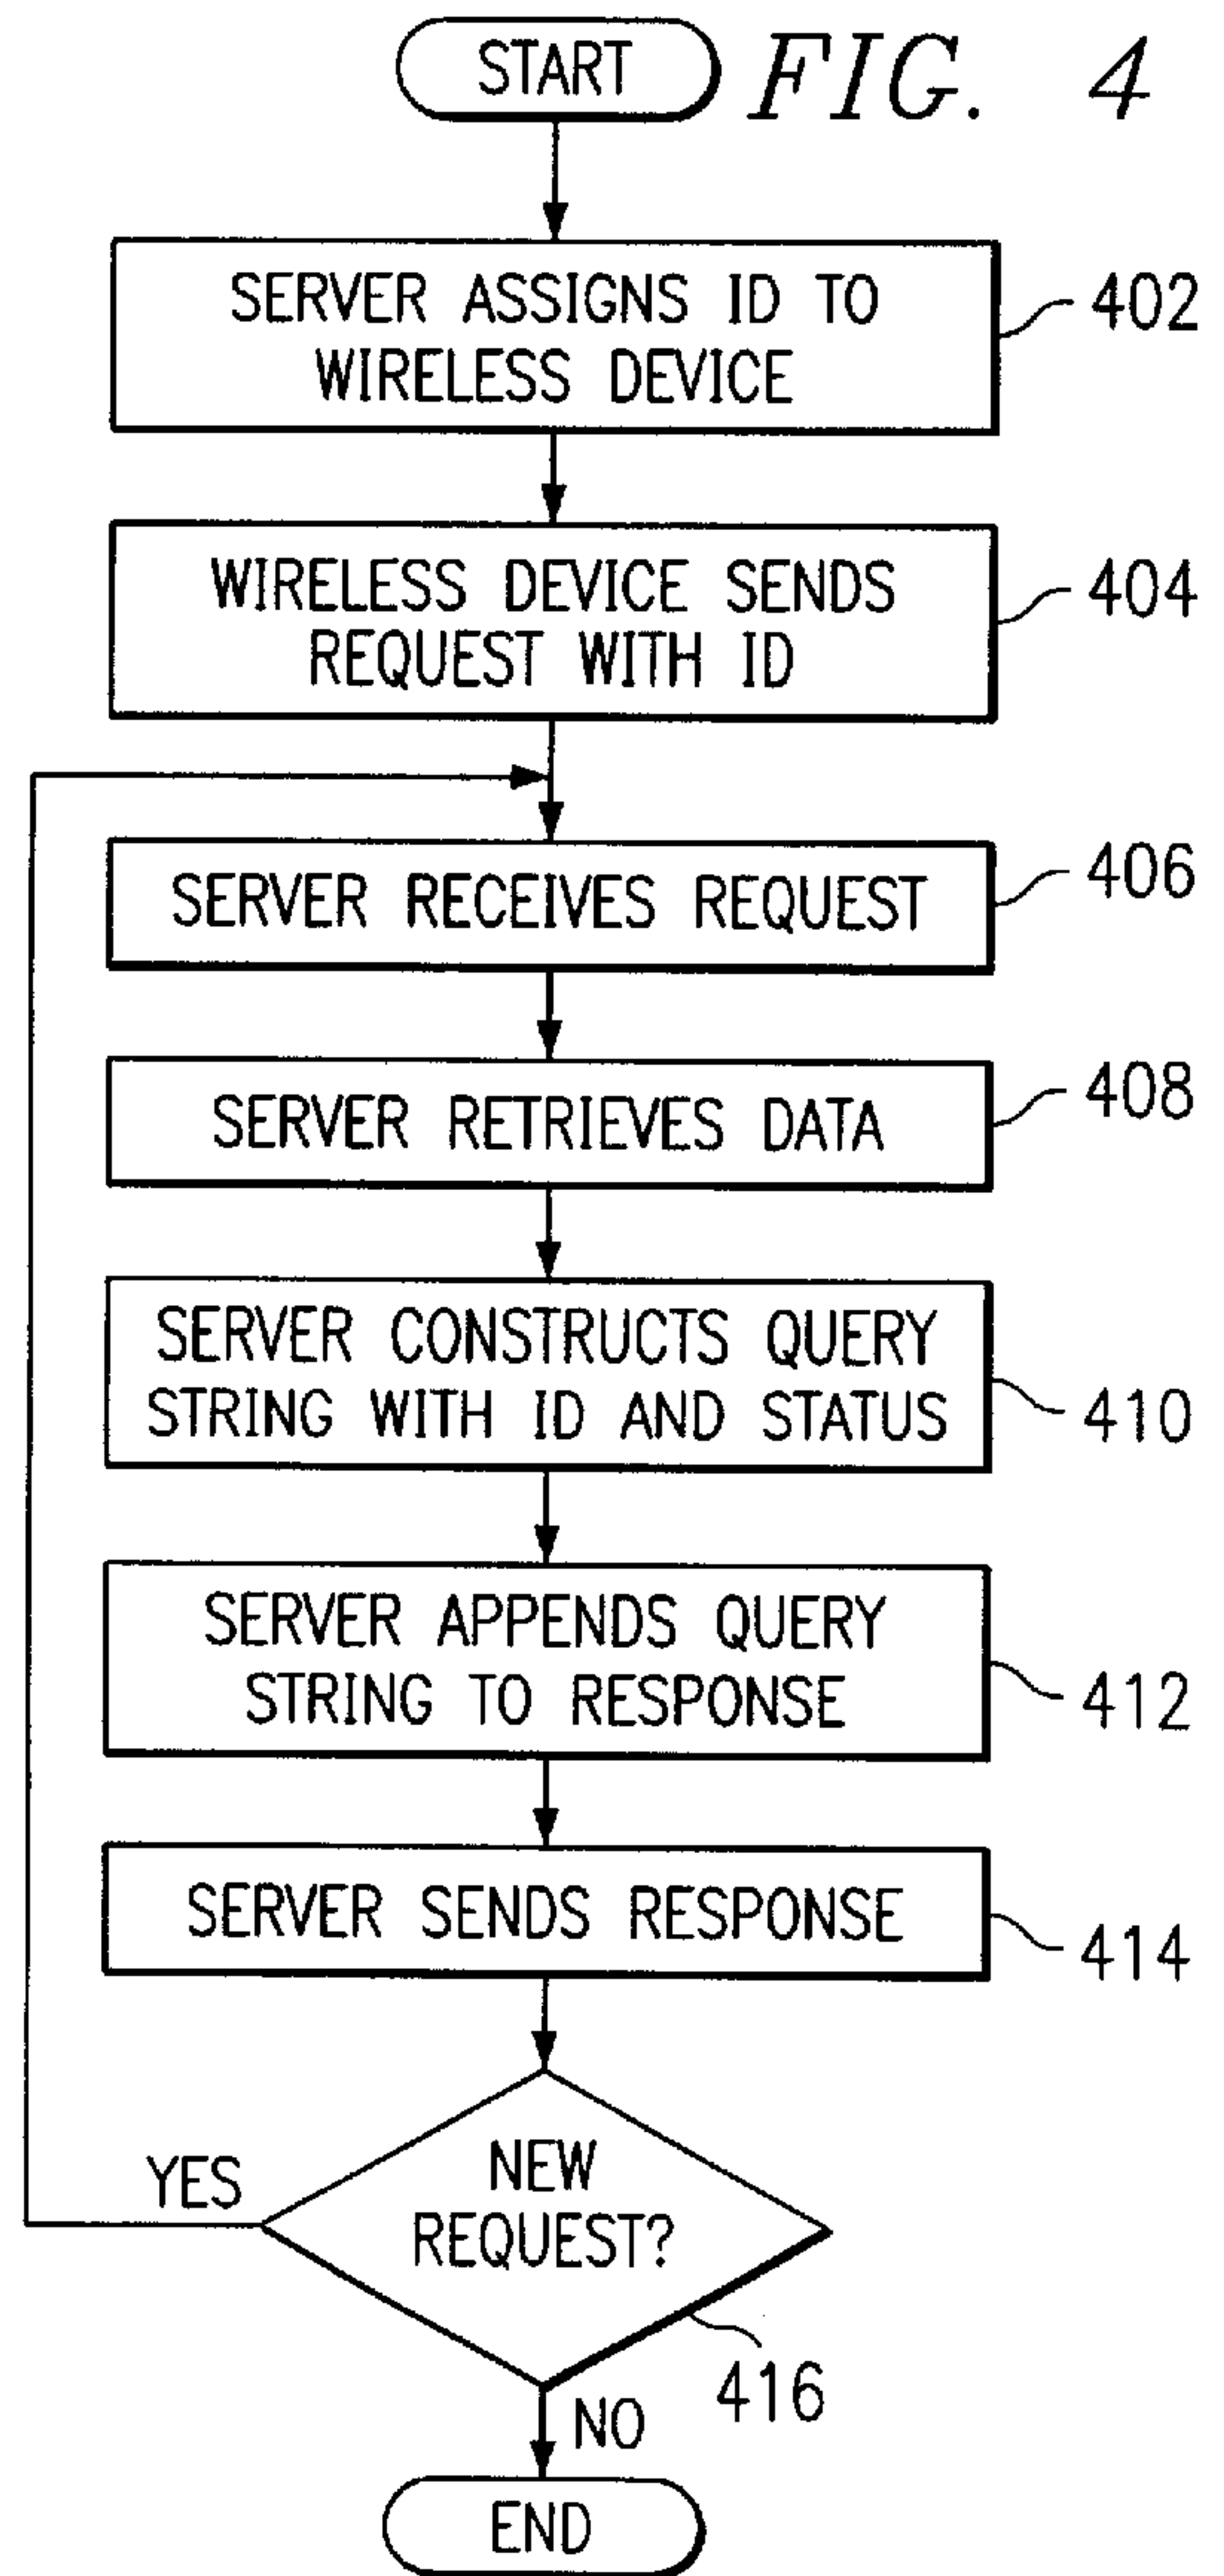 START
FIG. 4
SERVER ASSIGNS ID TO
WIRELESS DEVICE
402
WIRELESS DEVICE SENDS
REQUEST WITH ID
404
SERVER RECEIVES REQUEST
406
SERVER RETRIEVES DATA
408
SERVER CONSTRUCTS QUERY
STRING WITH ID AND STATUS
410
SERVER APPENDS QUERY
STRING TO RESPONSE
412
SERVER SENDS RESPONSE
414
YES
NEW
REQUEST?
416
NO
END